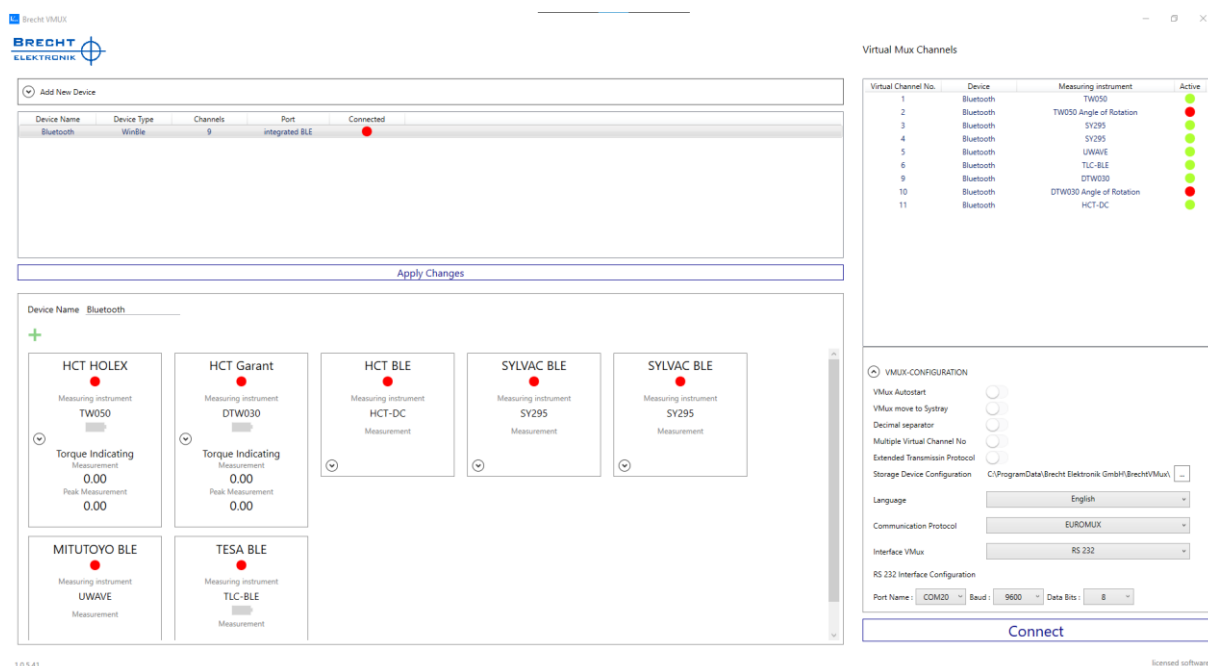 Brecht VMUX
BRECHT
ELEKTRONIK
Virtual Mux Channels
Add New Device
Device Name Device Type Channels Port Connected
Bluetooth WinBle 9 integrated BLE
Virtual Channel No. Device Measuring instrument Active
1 Bluetooth TW050
2 Bluetooth TW050 Angle of Rotation
3 Bluetooth SY295
4 Bluetooth SY295
5 Bluetooth UWAVE
6 Bluetooth TLC-BLE
9 Bluetooth DTW030
10 Bluetooth DTW030 Angle of Rotation
11 Bluetooth HCT-DC
Apply Changes
Device Name Bluetooth
HCT HOLEX
Measuring instrument
TW050
Torque Indicating
Measurement
0.00
Peak Measurement
0.00
HCT Garant
Measuring instrument
DTW030
Torque Indicating
Measurement
0.00
Peak Measurement
0.00
HCT BLE
Measuring instrument
HCT-DC
Measurement
SYLVAC BLE
Measuring instrument
SY295
Measurement
SYLVAC BLE
Measuring instrument
SY295
Measurement
MITUTOYO BLE
Measuring instrument
UWAVE
Measurement
TESA BLE
Measuring instrument
TLC-BLE
Measurement
VMUX-CONFIGURATION
VMux Autostart
VMux move to Systray
Decimal separator
Multiple Virtual Channel No
Extended Transmissin Protocol
Storage Device Configuration C:\ProgramData\Brecht Elektronik GmbH\BrechtVMux\ ...
Language English
Communication Protocol EUROMUX
Interface VMux RS 232
RS 232 Interface Configuration
Port Name : COM20 Baud : 9600 Data Bits : 8
Connect
1.0.5.41
licensed software